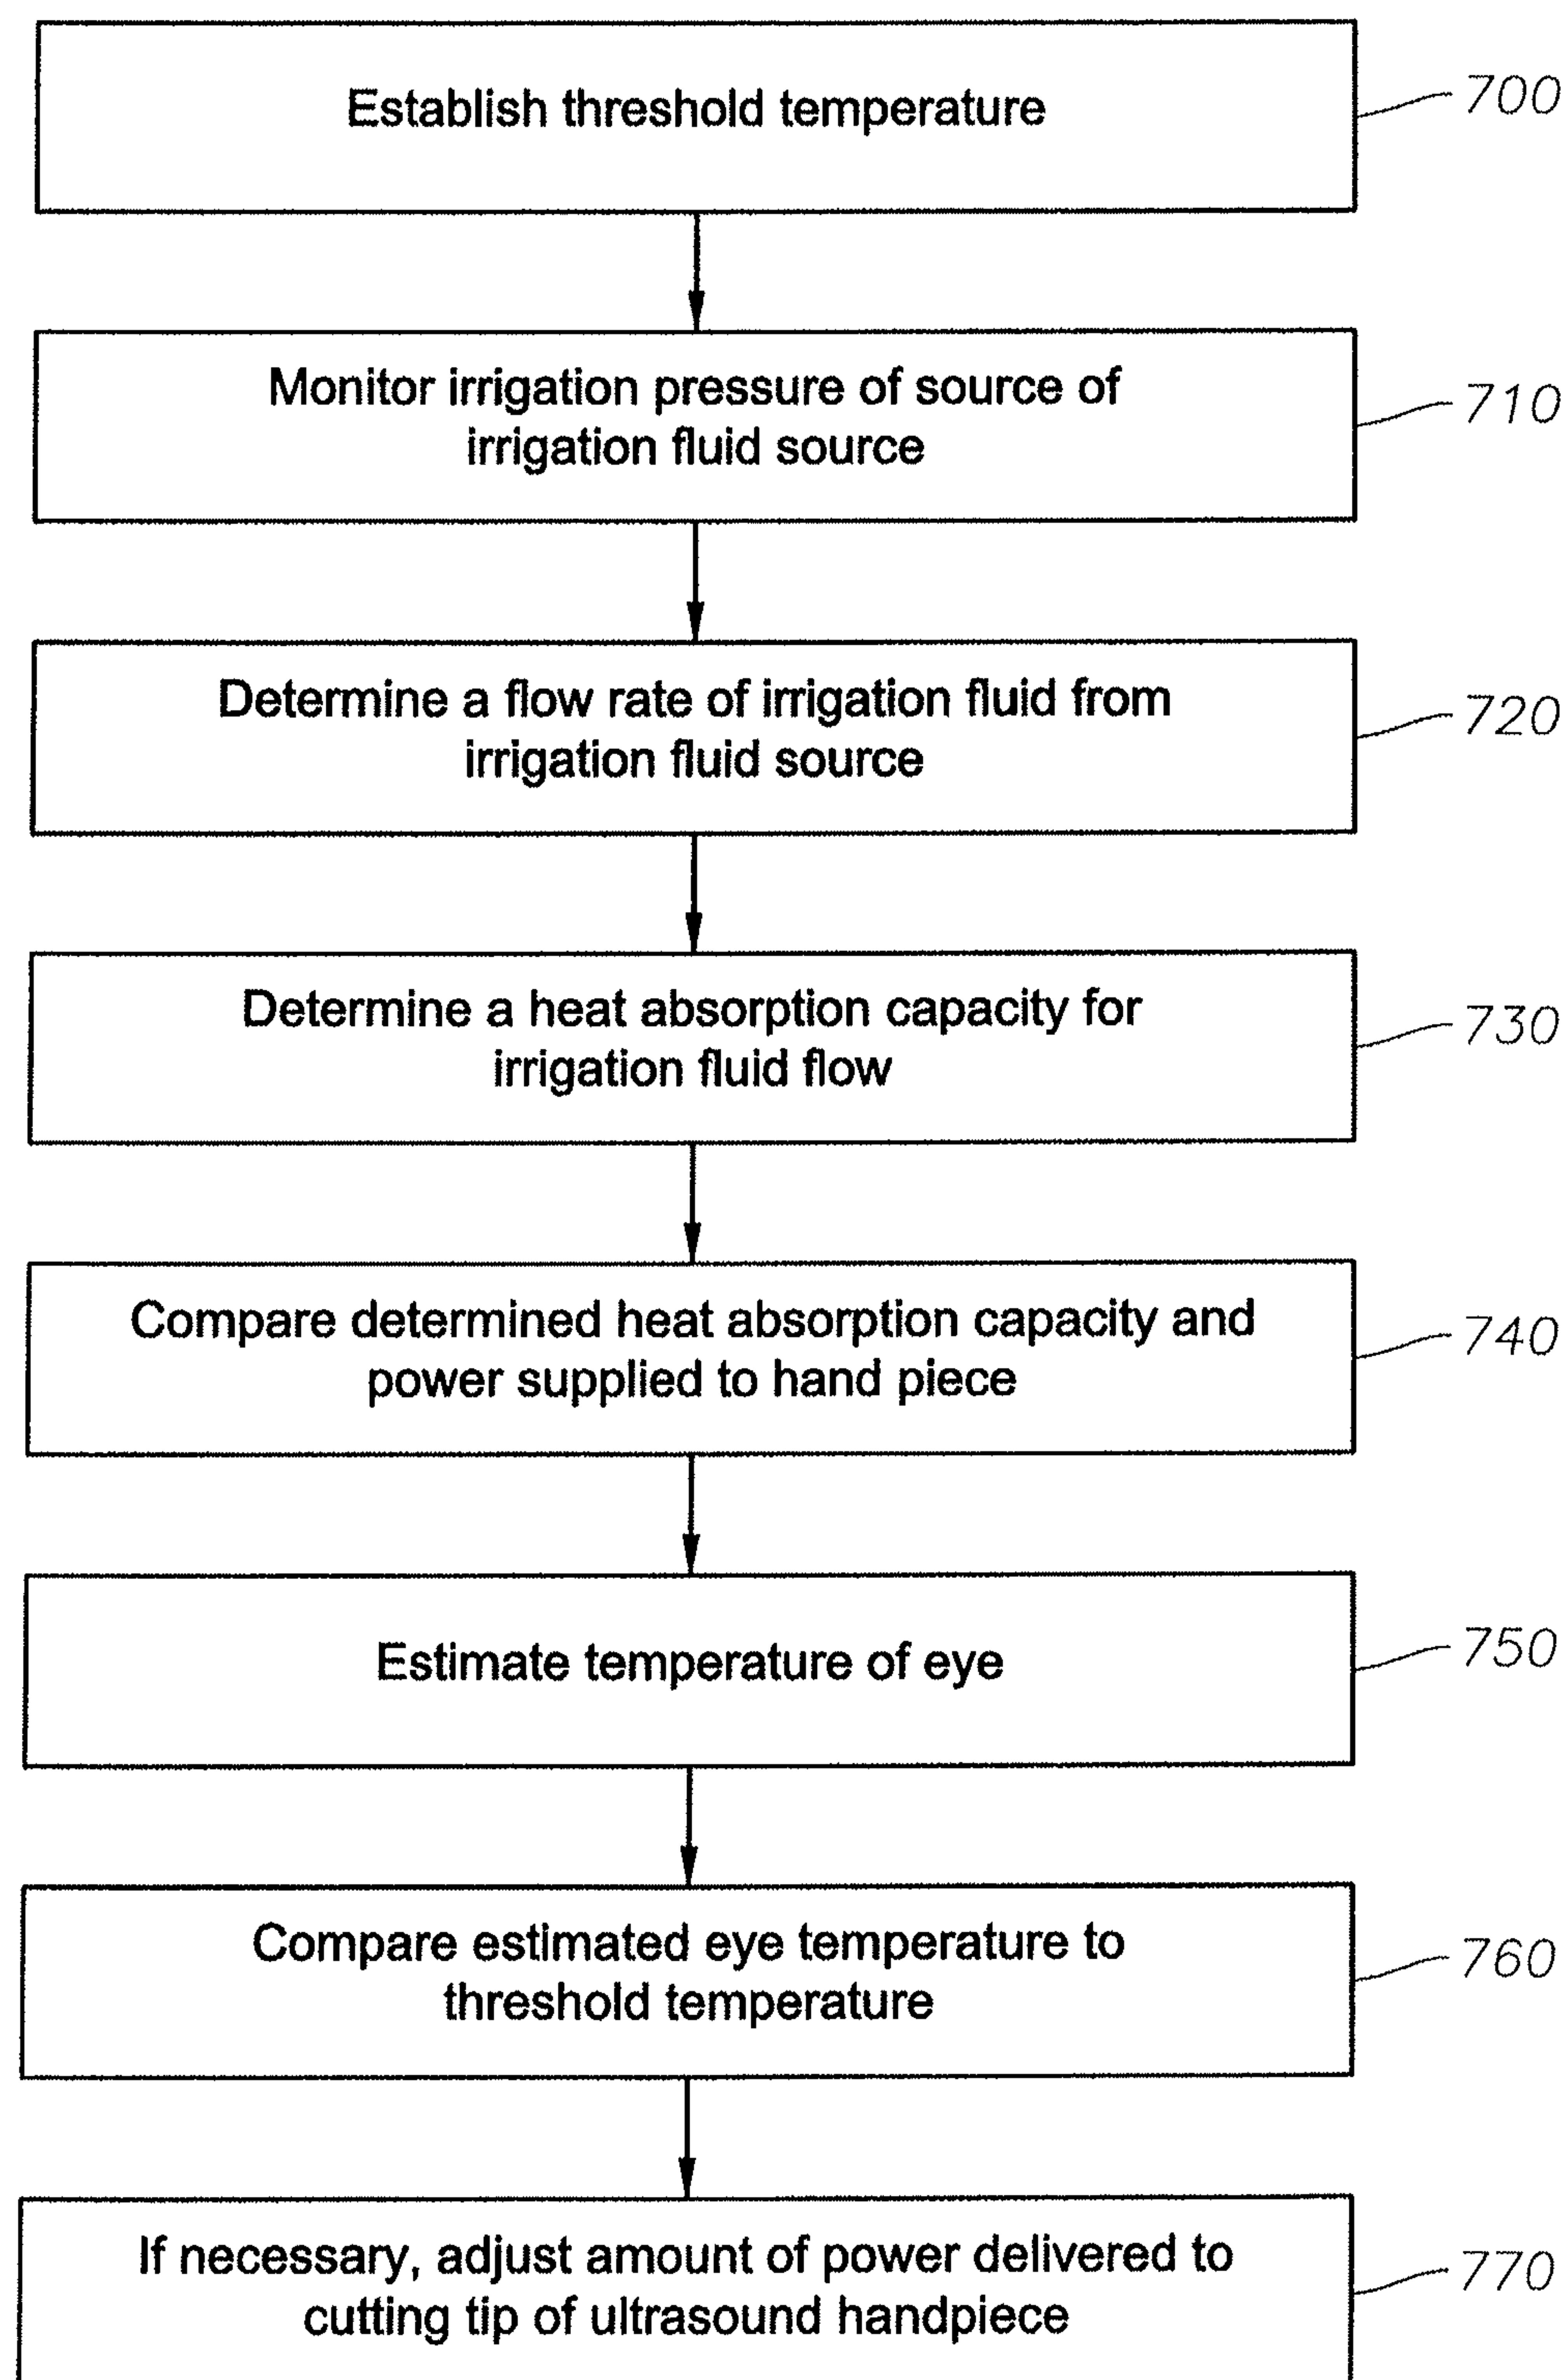 Establish threshold temperature
700
Monitor irrigation pressure of source of
irrigation fluid source
710
Determine a flow rate of irrigation fluid from
irrigation fluid source
720
Determine a heat absorption capacity for
irrigation fluid flow
730
Compare determined heat absorption capacity and
power supplied to hand piece
740
Estimate temperature of eye
750
Compare estimated eye temperature to
threshold temperature
760
If necessary, adjust amount of power delivered to
cutting tip of ultrasound handpiece
770